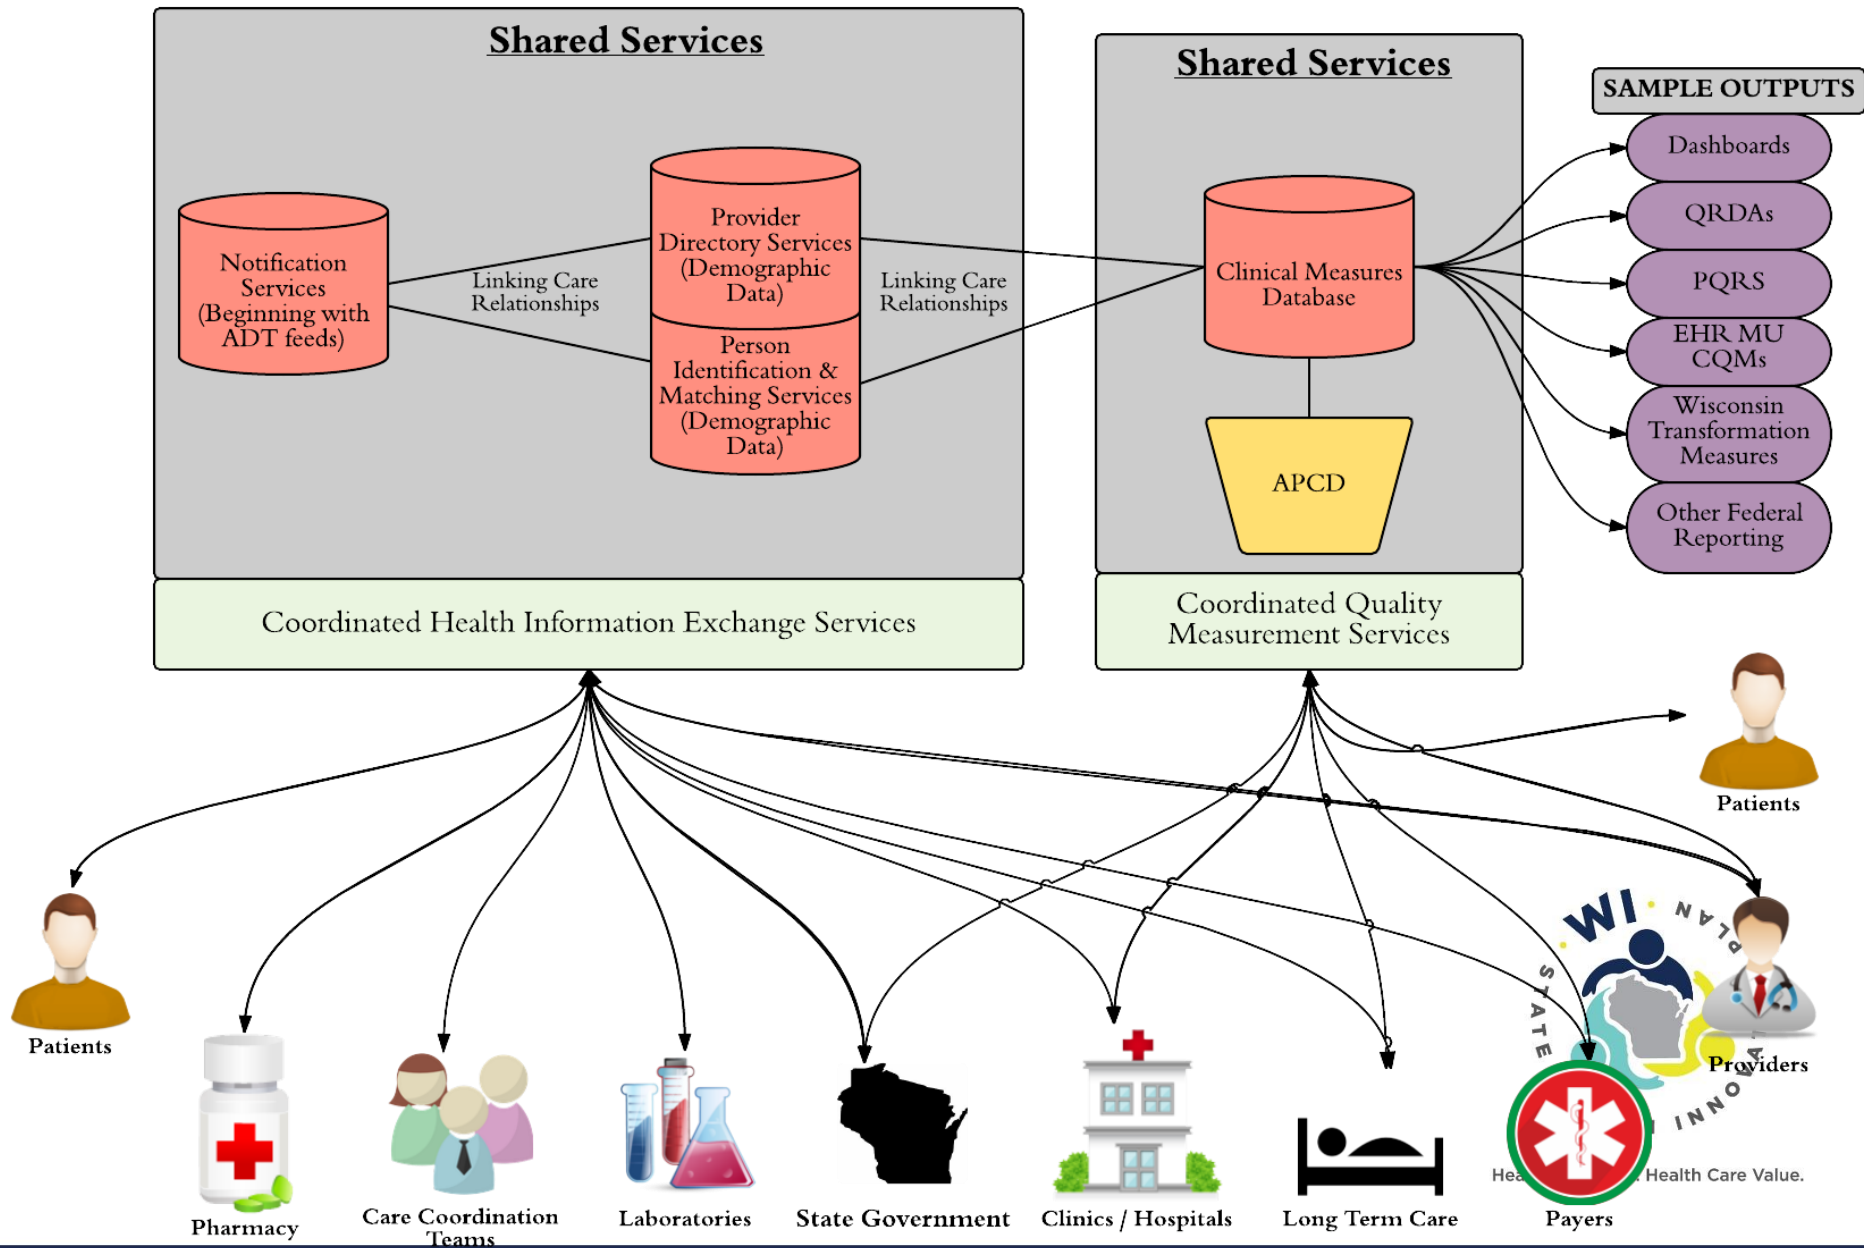 Shared Services
Notification
Services
(Beginning with
ADT feeds)
Linking Care
Relationships
Provider
Directory Services
(Demographic
Data)
Person
Identification &
Matching Services
(Demographic
Data)
Linking Care
Relationships
Coordinated Health Information Exchange Services
Shared Services
Clinical Measures
Database
APCD
Coordinated Quality
Measurement Services
SAMPLE OUTPUTS
Dashboards
QRDAs
PQRS
EHR MU
CQMs
Wisconsin
Transformation
Measures
Other Federal
Reporting
Patients
Patients
Pharmacy
Care Coordination
Teams
Laboratories
State Government
Clinics / Hospitals
Long Term Care
Payers
Providers
WI
STATE
PLAN
Health Care Value.